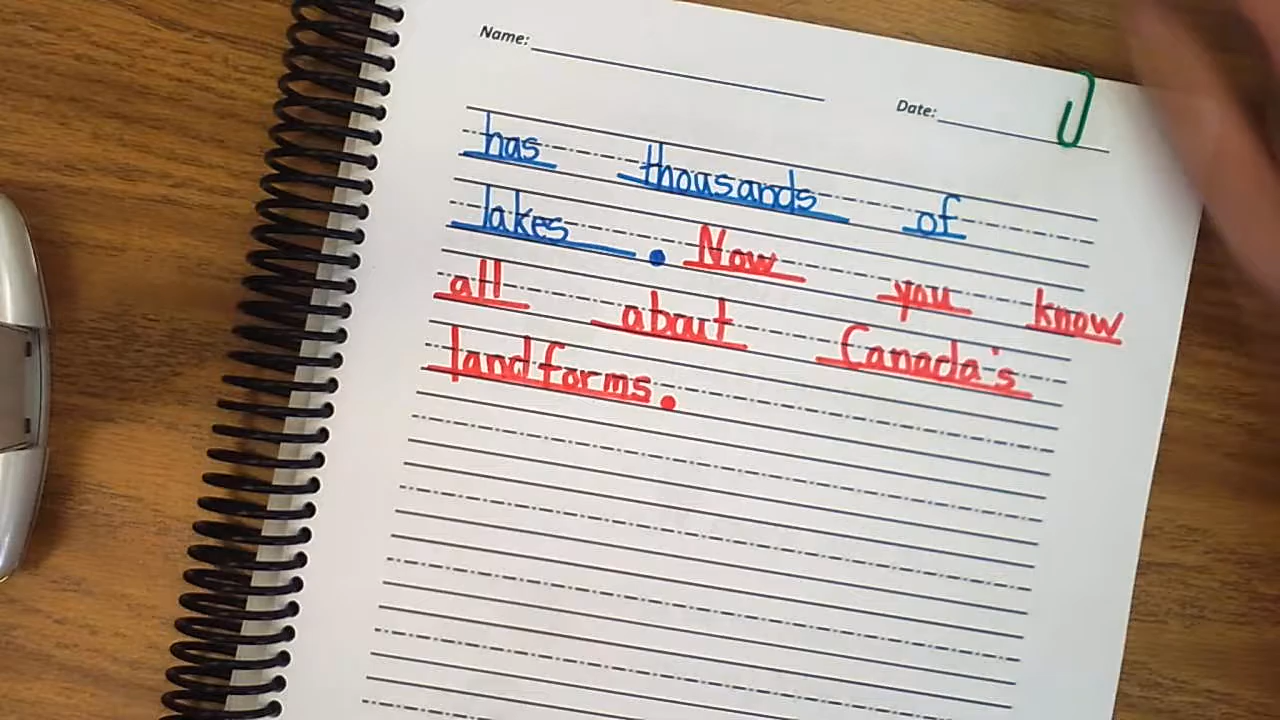 Name:
Date:
has thousands of
lakes. Now you know
all about Canada's
landforms.